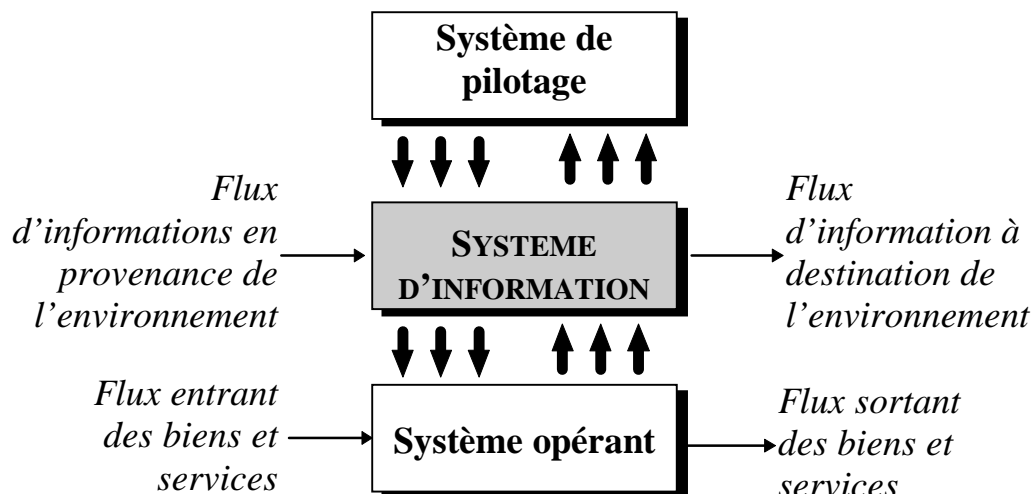 Système de
pilotage
Flux
d'informations en
provenance de
l'environnement
SYSTEME
D'INFORMATION
Flux
d'information à
destination de
l'environnement
Flux entrant
des biens et
services
Système opérant
Flux sortant
des biens et
services